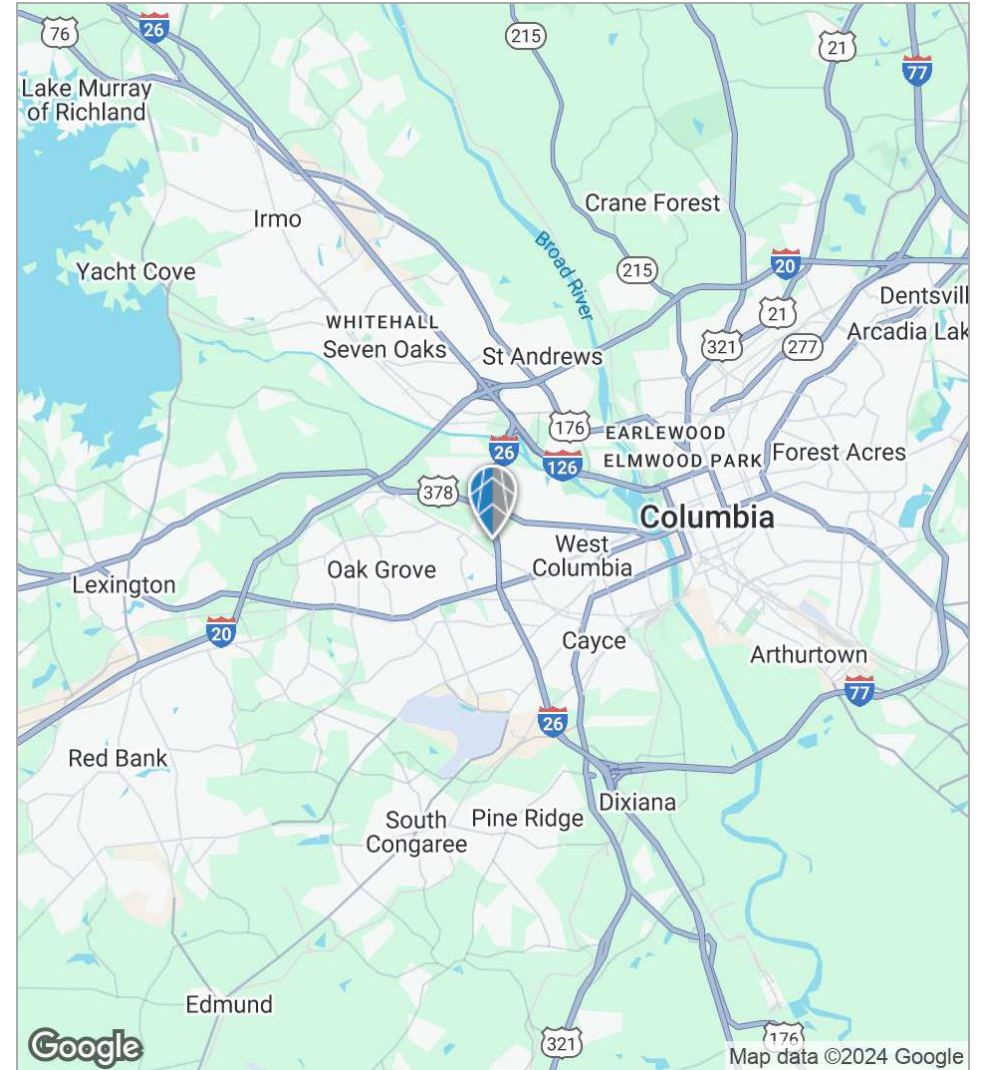 76
26
215
21
77
Lake Murray
of Richland
Crane Forest
Irmo
Broad River
Yacht Cove
215
20
Dentsvill
21
WHITEHALL
Seven Oaks
St Andrews
321
277
Arcadia Lak
176
EARLEWOOD
26
126
ELMWOOD PARK
Forest Acres
378
Columbia
West
Columbia
Oak Grove
Lexington
20
Cayce
Arthurtown
77
26
Red Bank
Dixiana
South
Congaree
Pine Ridge
Edmund
321
176
Google
Map data ©2024 Google